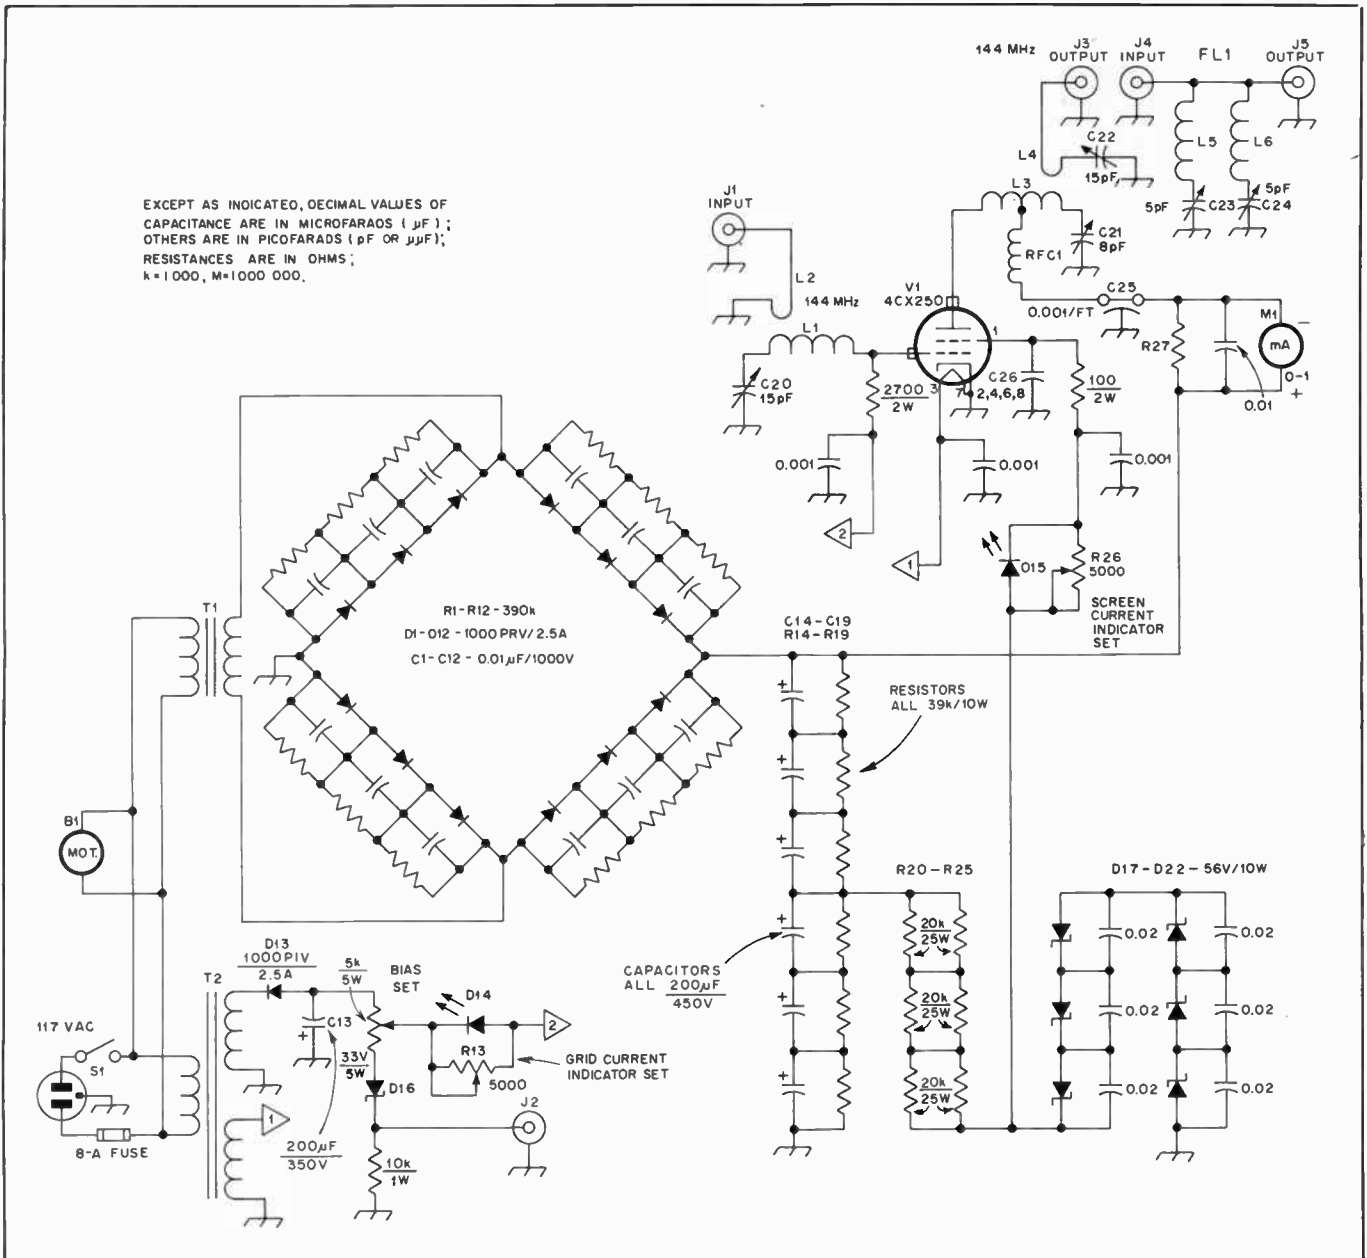 144 MHz
J3
OUTPUT
J4
INPUT
FL1
J5
OUTPUT
C22
15pF
L4
L5
L6
5pF
C23
5pF
C24
EXCEPT AS INDICATED, DECIMAL VALUES OF
CAPACITANCE ARE IN MICROFARAOS ( µF ) ;
OTHERS ARE IN PICOFARADS ( pF OR µµF);
RESISTANCES ARE IN OHMS ;
k = 1000, M=1000 000.
J1
INPUT
L2
144 MHz
L3
C21
8pF
RFC1
V1
4CX250
C25
0.001/FT
R27
M1
mA
–
0-1
+
0.01
L1
C20
15pF
2700
2W
1
3
7
2,4,6,8
C26
100
2W
0.001
0.001
0.001
2
1
O15
R26
5000
SCREEN
CURRENT
INDICATOR
SET
T1
R1-R12-390k
D1-O12-1000 PRV/2.5A
C1-C12-0.01µF/1000V
C14-C19
R14-R19
+
RESISTORS
ALL 39k/10W
+
+
B1
MOT.
R20-R25
D17-D22-56V/10W
+
20k
25W
0.02
0.02
CAPACITORS
ALL 200µF
450V
+
20k
25W
0.02
0.02
+
20k
25W
0.02
0.02
T2
D13
1000PIV
2.5A
5k
5W
BIAS
SET
C13
+
D14
2
R13
5000
GRID CURRENT
INDICATOR SET
33V
5W
D16
J2
117 VAC
S1
8-A FUSE
1
200µF
350V
10k
1W